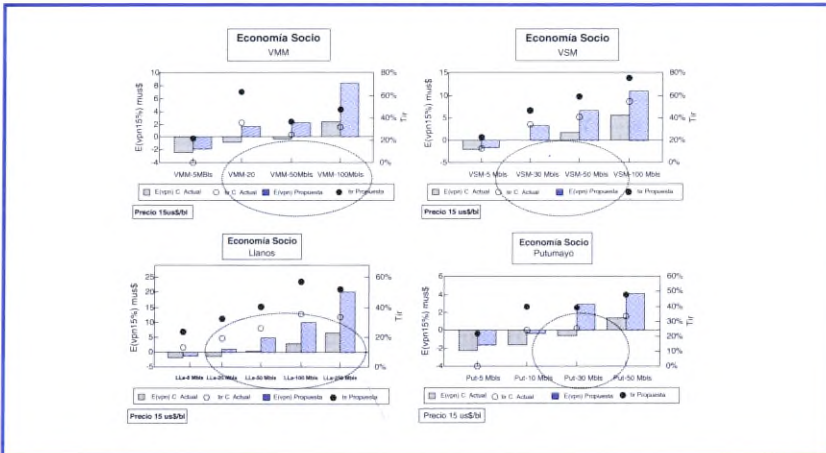 Economía Socio
VMM
E(vpn15%) mus$
10
8
6
4
2
0
-2
-4
80%
60%
40%
20%
0%
Tir
VMM-5MBls
VMM-20
VMM-50Mbls
VMM-100Mbls
E(vpn) C Actual
tir C Actual
E(vpn) Propuesta
tir Propuesta
Precio 15us$/bl
Economía Socio
VSM
E(vpn15%) mus$
15
10
5
0
-5
80%
60%
40%
20%
0%
Tir
VSM-5 Mbls
VSM-30 Mbls
VSM-50 Mbls
VSM-100 Mbls
E(vpn) C Actual
tir C Actual
E(vpn) Propuesta
tir Propuesta
Precio 15 us$/bl
Economía Socio
Llanos
E(vpn15%) mus$
25
20
15
10
5
0
-5
60%
40%
20%
0%
Tir
LLa-50 Mbls
LLa-100 Mbls
E(vpn) C Actual
tir C Actual
E(vpn) Propuesta
tir Propuesta
Precio 15 us$/bl
Economía Socio
Putumayo
E(vpn15%) mus$
6
4
2
0
-2
-4
60%
50%
40%
30%
20%
10%
0%
Tir
Put-5 Mbls
Put-10 Mbls
Put-30 Mbls
Put-50 Mbls
E(vpn) C Actual
tir C Actual
E(vpn) Propuesta
tir Propuesta
Precio 15 us$/bl